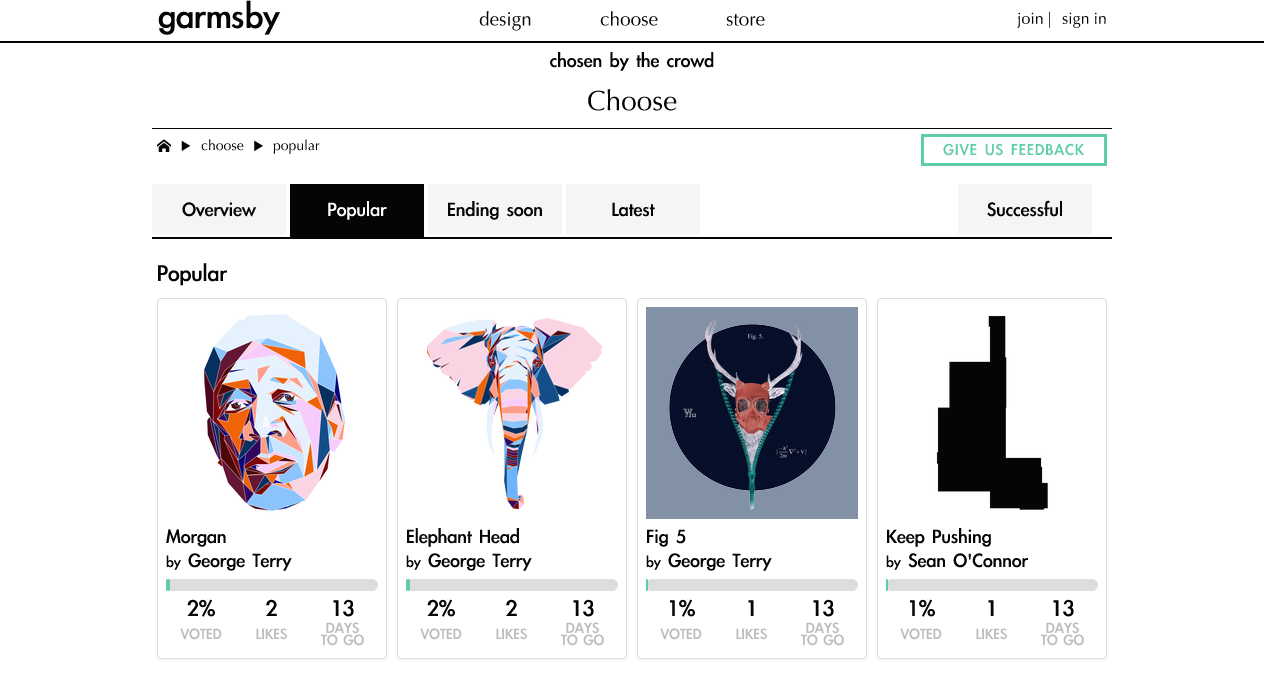 garmsby
design choose store
join | sign in
chosen by the crowd
Choose
choose ▶ popular
GIVE US FEEDBACK
Overview Popular Ending soon Latest Successful
Popular
Fig. 5.
Morgan
by George Terry
2% 2 13
VOTED LIKES DAYS TO GO
Elephant Head
by George Terry
2% 2 13
VOTED LIKES DAYS TO GO
Fig 5
by George Terry
1% 1 13
VOTED LIKES DAYS TO GO
Keep Pushing
by Sean O'Connor
1% 1 13
VOTED LIKES DAYS TO GO